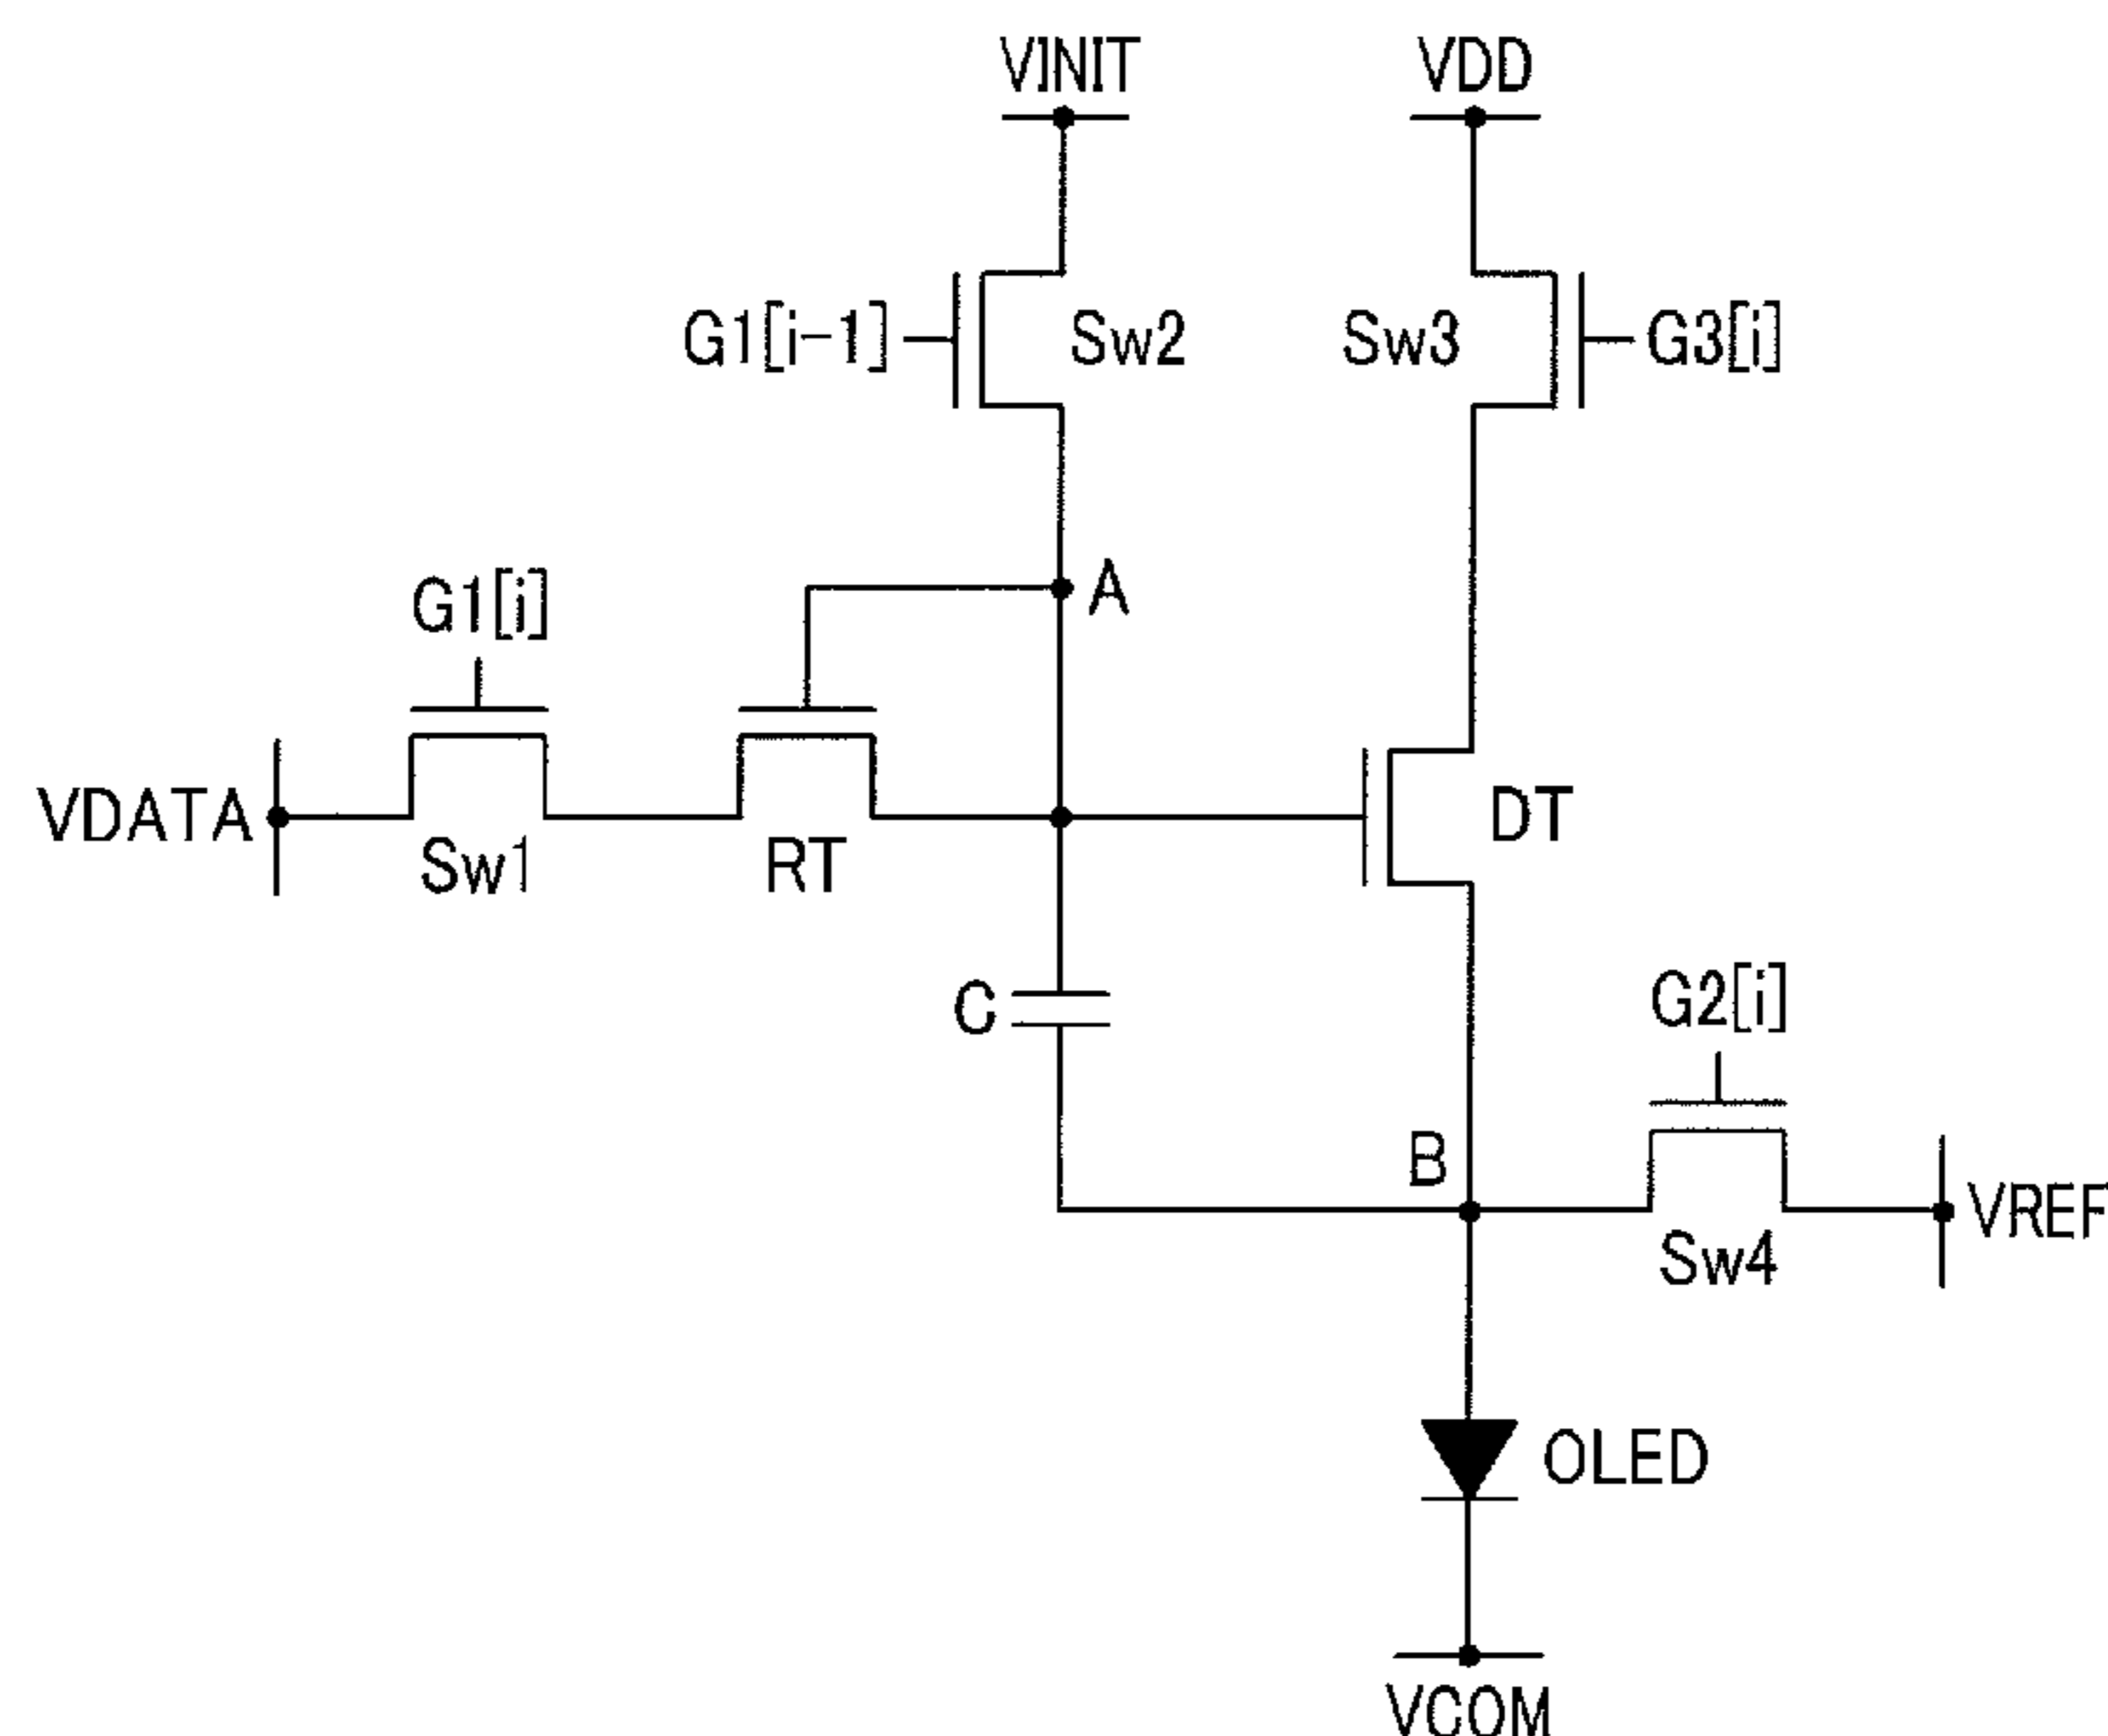 VINIT
VDD
G1[i-1]
Sw2
Sw3
G3[i]
A
G1[i]
VDATA
Sw1
RT
DT
C
G2[i]
B
VREF
Sw4
OLED
VCOM